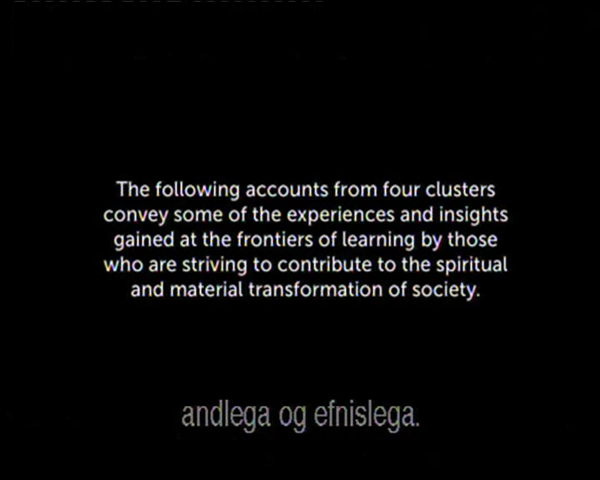 The following accounts from four clusters
convey some of the experiences and insights
gained at the frontiers of learning by those
who are striving to contribute to the spiritual
and material transformation of society.
andlega og efnislega.